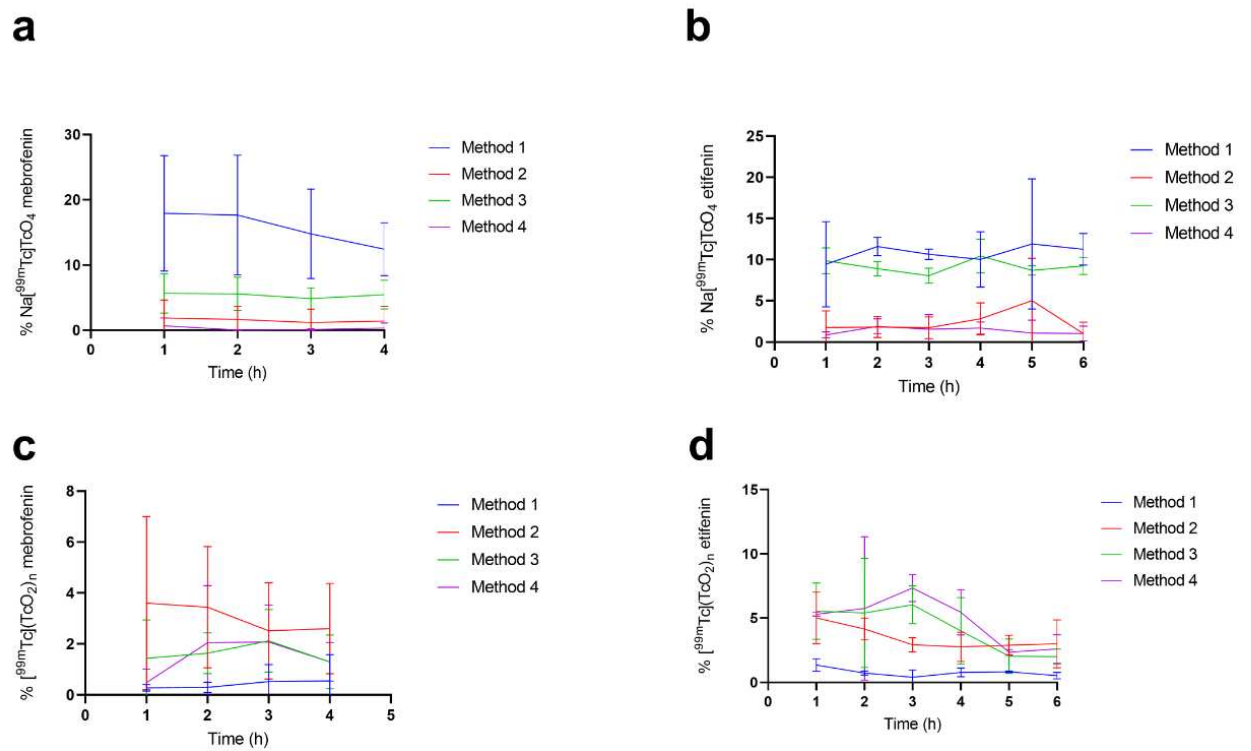 a
% Na[99mTc]TcO4 mebrofenin
30
20
10
0
0 1 2 3 4
Time (h)
Method 1
Method 2
Method 3
Method 4
b
% Na[99mTc]TcO4 etifenin
25
20
15
10
5
0
0 1 2 3 4 5 6
Time (h)
Method 1
Method 2
Method 3
Method 4
c
% [99mTc](TcO2)n mebrofenin
8
6
4
2
0
0 1 2 3 4 5
Time (h)
Method 1
Method 2
Method 3
Method 4
d
% [99mTc](TcO2)n etifenin
15
10
5
0
0 1 2 3 4 5 6
Time (h)
Method 1
Method 2
Method 3
Method 4